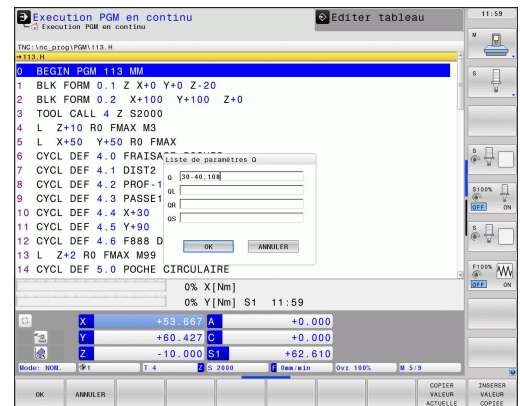 Execution PGM en continu
Execution PGM en continu
Editer tableau
11:59
TNC:\nc_prog\PGM\113.H
→113.H
0 BEGIN PGM 113 MM
1 BLK FORM 0.1 Z X+0 Y+0 Z-20
2 BLK FORM 0.2 X+100 Y+100 Z+0
3 TOOL CALL 4 Z S2000
4 L Z+10 R0 FMAX M3
5 L X+50 Y+50 R0 FMAX
6 CYCL DEF 4.0 FRAISA
7 CYCL DEF 4.1 DIST2
8 CYCL DEF 4.2 PROF-1
9 CYCL DEF 4.3 PASSE1
10 CYCL DEF 4.4 X+30
11 CYCL DEF 4.5 Y+90
12 CYCL DEF 4.6 F888 D
13 L Z+2 R0 FMAX M99
14 CYCL DEF 5.0 POCHE CIRCULAIRE
Liste de paramètres Q
Q 30-40,108
QL
QR
QS
OK ANNULER
0% X[Nm]
0% Y[Nm] S1 11:59
X +53.667 A +0.000
Y +60.427 C +0.000
Z -10.000 S1 +62.610
Mode: NOM. 1 T 4 Z S 2000 F 0mm/min Ovr 100% M 5/9
M
S
S
S100%
OFF ON
S
F100%
OFF ON
OK
ANNULER
COPIER VALEUR ACTUELLE
INSERER VALEUR COPIEE